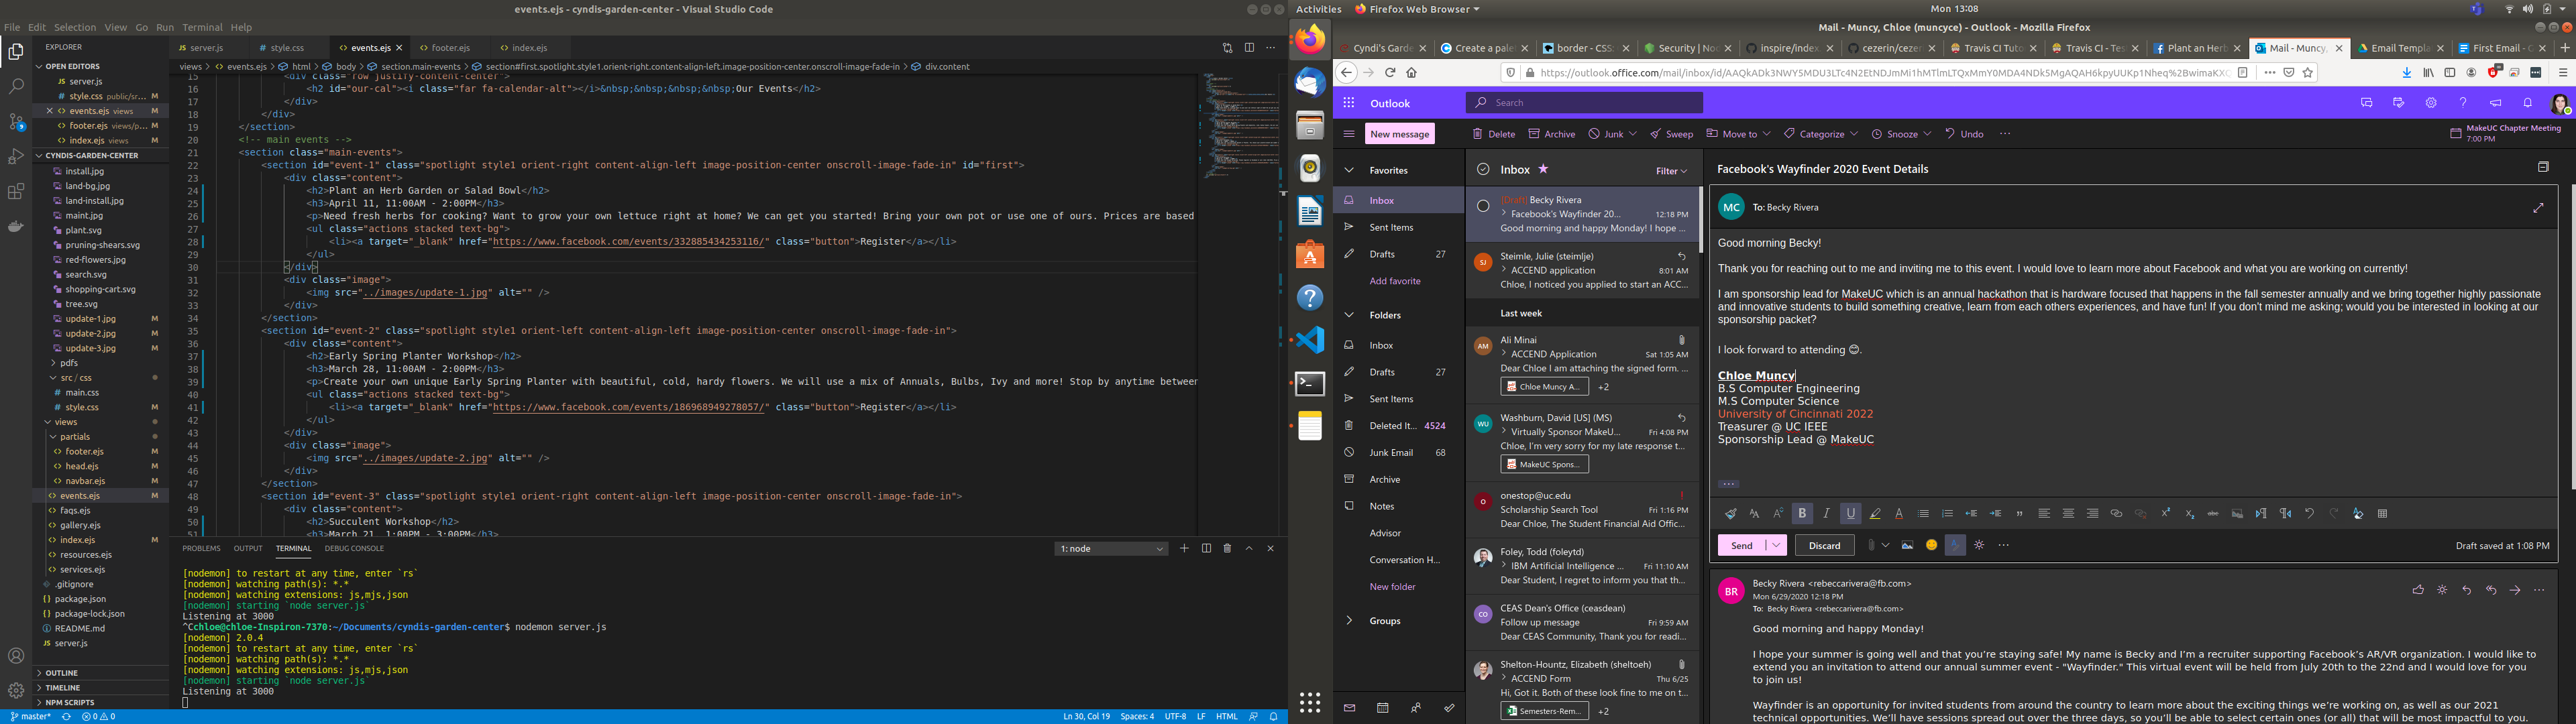 events.ejs - cyndis-garden-center - Visual Studio Code
File Edit Selection View Go Run Terminal Help
EXPLORER
OPEN EDITORS
JS server.js
# style.css public/sr... M
events.ejs views M
footer.ejs views/p... M
index.ejs views M
CYNDIS-GARDEN-CENTER
install.jpg
land-bg.jpg
land-install.jpg
maint.jpg
plant.svg
pruning-shears.svg
red-flowers.jpg
search.svg
shopping-cart.svg
tree.svg
update-1.jpg M
update-2.jpg M
update-3.jpg M
pdfs
src / css
# main.css
# style.css M
views
partials
footer.ejs M
head.ejs M
navbar.ejs M
events.ejs M
faqs.ejs
gallery.ejs
index.ejs M
resources.ejs
services.ejs
.gitignore
package.json
package-lock.json
README.md
JS server.js
OUTLINE
TIMELINE
NPM SCRIPTS
JS server.js # style.css events.ejs footer.ejs index.ejs
views > events.ejs > html > body > section.main-events > section#first.spotlight.style1.orient-right.content-align-left.image-position-center.onscroll-image-fade-in > div.content
15 <div class="row justify-content-center">
16 <h2 id="our-cal"><i class="far fa-calendar-alt"></i>&nbsp;&nbsp;&nbsp;&nbsp;Our Events</h2>
17 </div>
18 </div>
19 </section>
20 <!-- main events -->
21 <section class="main-events">
22 <section id="event-1" class="spotlight style1 orient-right content-align-left image-position-center onscroll-image-fade-in" id="first">
23 <div class="content">
24 <h2>Plant an Herb Garden or Salad Bowl</h2>
25 <h3>April 11, 11:00AM - 2:00PM</h3>
26 <p>Need fresh herbs for cooking? Want to grow your own lettuce right at home? We can get you started! Bring your own pot or use one of ours. Prices are based
27 <ul class="actions stacked text-bg">
28 <li><a target="_blank" href="https://www.facebook.com/events/332885434253116/" class="button">Register</a></li>
29 </ul>
30 </div>
31 <div class="image">
32 <img src="../images/update-1.jpg" alt="" />
33 </div>
34 </section>
35 <section id="event-2" class="spotlight style1 orient-left content-align-left image-position-center onscroll-image-fade-in">
36 <div class="content">
37 <h2>Early Spring Planter Workshop</h2>
38 <h3>March 28, 11:00AM - 2:00PM</h3>
39 <p>Create your own unique Early Spring Planter with beautiful, cold, hardy flowers. We will use a mix of Annuals, Bulbs, Ivy and more! Stop by anytime between
40 <ul class="actions stacked text-bg">
41 <li><a target="_blank" href="https://www.facebook.com/events/186968949278057/" class="button">Register</a></li>
42 </ul>
43 </div>
44 <div class="image">
45 <img src="../images/update-2.jpg" alt="" />
46 </div>
47 </section>
48 <section id="event-3" class="spotlight style1 orient-right content-align-left image-position-center onscroll-image-fade-in">
49 <div class="content">
50 <h2>Succulent Workshop</h2>
51 <h3>March 21, 1:00PM - 3:00PM</h3>
PROBLEMS OUTPUT TERMINAL DEBUG CONSOLE 1: node
[nodemon] to restart at any time, enter `rs`
[nodemon] watching path(s): *.*
[nodemon] watching extensions: js,mjs,json
[nodemon] starting `node server.js`
Listening at 3000
^Cchloe@chloe-Inspiron-7370:~/Documents/cyndis-garden-center$ nodemon server.js
[nodemon] 2.0.4
[nodemon] to restart at any time, enter `rs`
[nodemon] watching path(s): *.*
[nodemon] watching extensions: js,mjs,json
[nodemon] starting `node server.js`
Listening at 3000
master* 0 0 Ln 30, Col 19 Spaces: 4 UTF-8 LF HTML
Activities Firefox Web Browser Mon 13:08
Mail - Muncy, Chloe (muncyce) - Outlook - Mozilla Firefox
Cyndi's Garde Create a pale border - CSS: Security | Noc inspire/index cezerin/cezer Travis CI Tuto Travis CI - Tes Plant an Herb Mail - Muncy, Email Templa First Email - C
https://outlook.office.com/mail/inbox/id/AAQkADk3NWY5MDU3LTc4N2EtNDJmMi1hMTlmLTQxMmY0MDA4NDk5MgAQAH6kpyUUKp1Nheq%2BwimaKXC
Outlook Search
New message Delete Archive Junk Sweep Move to Categorize Snooze Undo
MakeUC Chapter Meeting
7:00 PM
Favorites
Inbox
Sent Items
Drafts 27
Add favorite
Folders
Inbox
Drafts 27
Sent Items
Deleted It... 4524
Junk Email 68
Archive
Notes
Advisor
Conversation H...
New folder
Groups
Inbox Filter
[Draft] Becky Rivera
Facebook's Wayfinder 20... 12:18 PM
Good morning and happy Monday! I hope ...
SJ Steimle, Julie (steimlje)
ACCEND application 8:01 AM
Chloe, I noticed you applied to start an ACC...
Last week
AM Ali Minai
ACCEND Application Sat 1:05 AM
Dear Chloe I am attaching the signed form. ...
Chloe Muncy A... +2
WU Washburn, David [US] (MS)
Virtually Sponsor MakeU... Fri 4:08 PM
Chloe, I'm very sorry for my late response t...
MakeUC Spons...
O onestop@uc.edu
Scholarship Search Tool Fri 1:16 PM
Dear Chloe, The Student Financial Aid Offic...
Foley, Todd (foleytd)
IBM Artificial Intelligence ... Fri 11:10 AM
Dear Student, I regret to inform you that th...
CO CEAS Dean's Office (ceasdean)
Follow up message Fri 9:59 AM
Dear CEAS Community, Thank you for readi...
Shelton-Hountz, Elizabeth (sheltoeh)
ACCEND Form Thu 6/25
Hi, Got it. Both of these look fine to me on t...
Semesters-Rem... +2
Facebook's Wayfinder 2020 Event Details
MC To: Becky Rivera
Good morning Becky!
Thank you for reaching out to me and inviting me to this event. I would love to learn more about Facebook and what you are working on currently!
I am sponsorship lead for MakeUC which is an annual hackathon that is hardware focused that happens in the fall semester annually and we bring together highly passionate
and innovative students to build something creative, learn from each others experiences, and have fun! If you don't mind me asking; would you be interested in looking at our
sponsorship packet?
I look forward to attending 😊.
Chloe Muncy
B.S Computer Engineering
M.S Computer Science
University of Cincinnati 2022
Treasurer @ UC IEEE
Sponsorship Lead @ MakeUC
Send Discard Draft saved at 1:08 PM
BR Becky Rivera <rebeccarivera@fb.com>
Mon 6/29/2020 12:18 PM
To: Becky Rivera <rebeccarivera@fb.com>
Good morning and happy Monday!
I hope your summer is going well and that you're staying safe! My name is Becky and I'm a recruiter supporting Facebook's AR/VR organization. I would like to
extend you an invitation to attend our annual summer event - "Wayfinder." This virtual event will be held from July 20th to the 22nd and I would love for you
to join us!
Wayfinder is an opportunity for invited students from around the country to learn more about the exciting things we're working on, as well as our 2021
technical opportunities. We'll have sessions spread out over the three days, so you'll be able to select certain ones (or all) that will be most impactful to you.